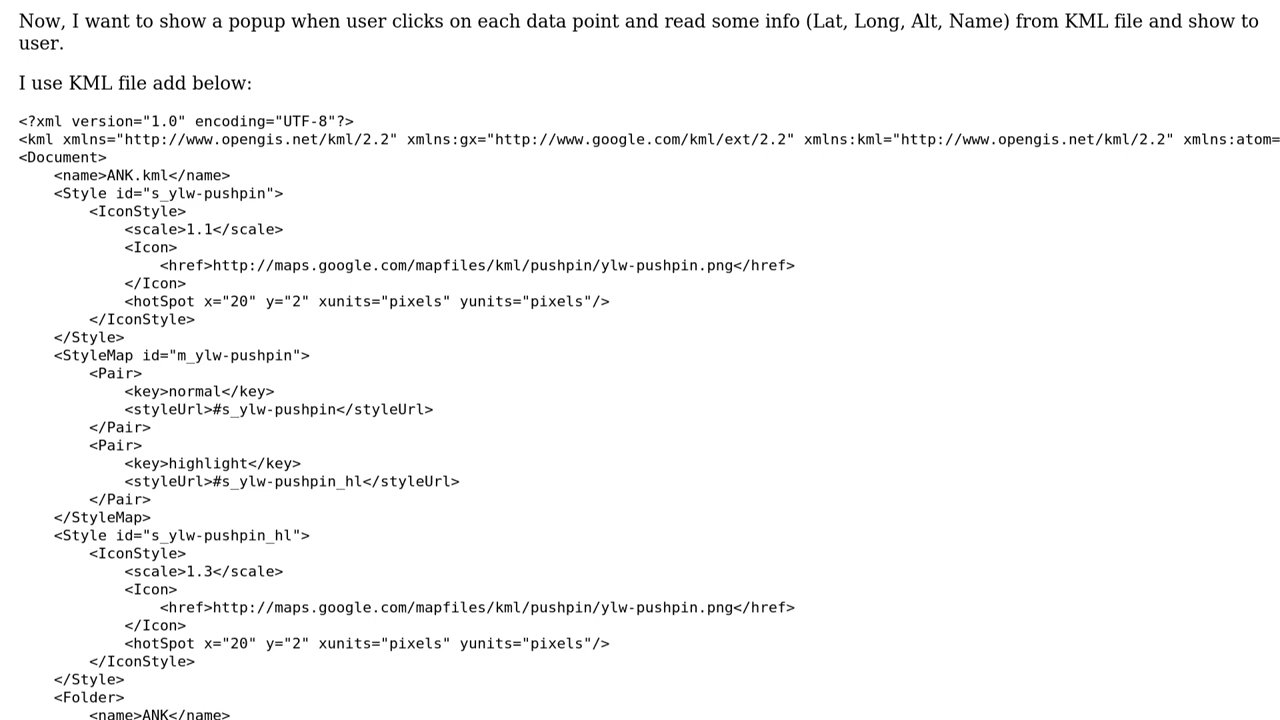 Now, I want to show a popup when user clicks on each data point and read some info (Lat, Long, Alt, Name) from KML file and show to
user.
I use KML file add below:
<?xml version="1.0" encoding="UTF-8"?>
<kml xmlns="http://www.opengis.net/kml/2.2" xmlns:gx="http://www.google.com/kml/ext/2.2" xmlns:kml="http://www.opengis.net/kml/2.2" xmlns:atom=
<Document>
    <name>ANK.kml</name>
    <Style id="s_ylw-pushpin">
        <IconStyle>
            <scale>1.1</scale>
            <Icon>
                <href>http://maps.google.com/mapfiles/kml/pushpin/ylw-pushpin.png</href>
            </Icon>
            <hotSpot x="20" y="2" xunits="pixels" yunits="pixels"/>
        </IconStyle>
    </Style>
    <StyleMap id="m_ylw-pushpin">
        <Pair>
            <key>normal</key>
            <styleUrl>#s_ylw-pushpin</styleUrl>
        </Pair>
        <Pair>
            <key>highlight</key>
            <styleUrl>#s_ylw-pushpin_hl</styleUrl>
        </Pair>
    </StyleMap>
    <Style id="s_ylw-pushpin_hl">
        <IconStyle>
            <scale>1.3</scale>
            <Icon>
                <href>http://maps.google.com/mapfiles/kml/pushpin/ylw-pushpin.png</href>
            </Icon>
            <hotSpot x="20" y="2" xunits="pixels" yunits="pixels"/>
        </IconStyle>
    </Style>
    <Folder>
        <name>ANK</name>